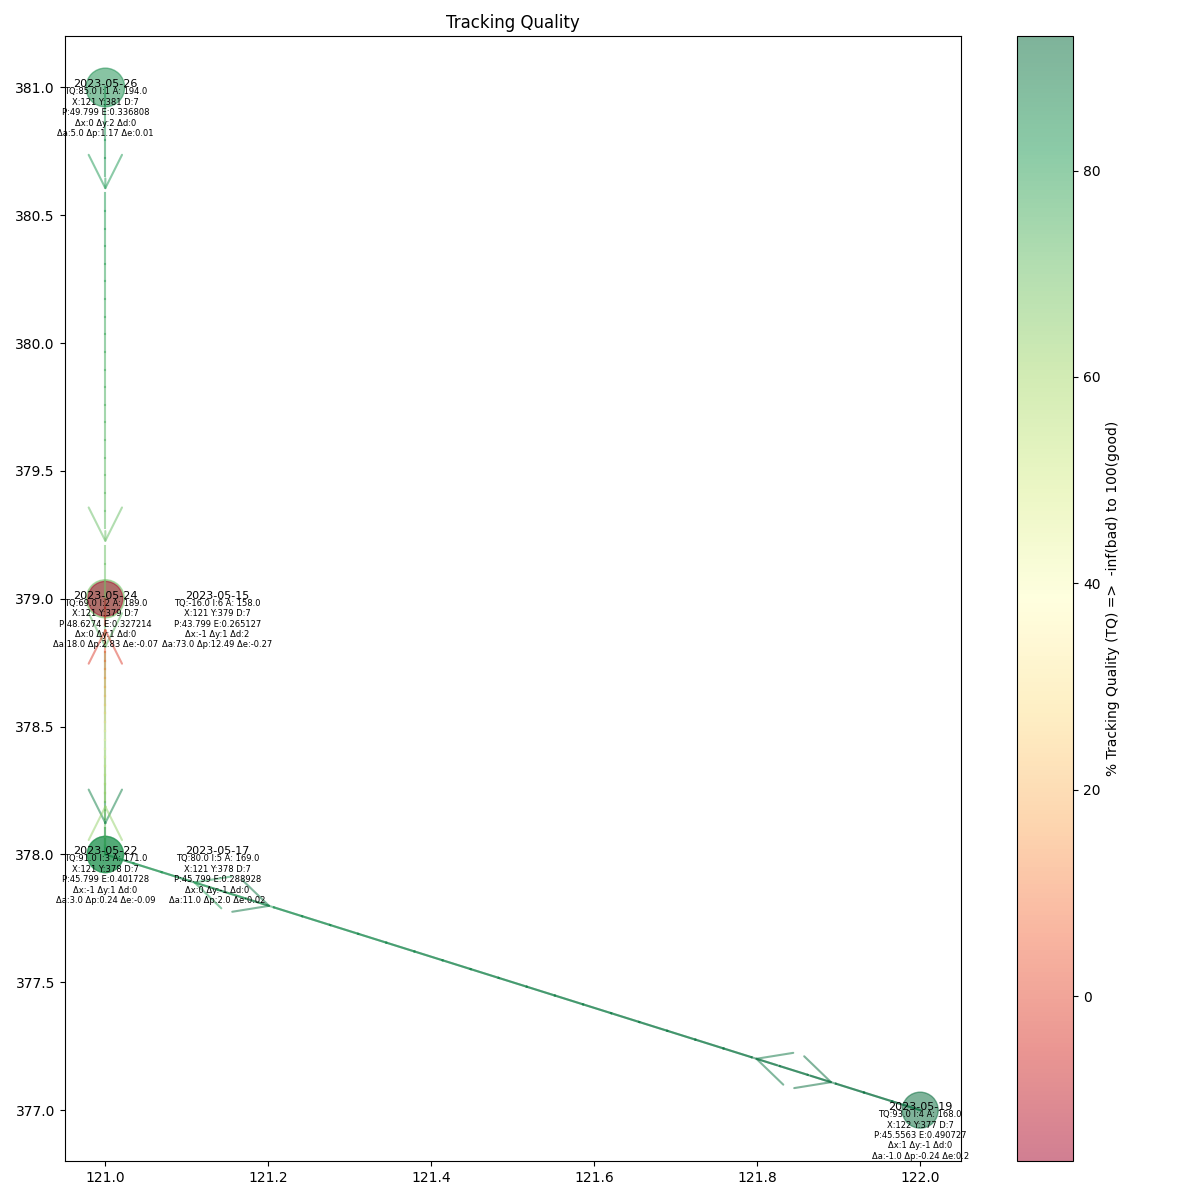 Tracking Quality
381.0
380.5
380.0
379.5
379.0
378.5
378.0
377.5
377.0
121.0
121.2
121.4
121.6
121.8
122.0
2023-05-26
TQ:85.0 I:1 A: 194.0
X:121 Y:381 D:7
P:49.799 E:0.336808
Δx:0 Δy:2 Δd:0
Δa:5.0 Δp:1.17 Δe:0.01
2023-05-24
TQ:69.0 I:2 A: 189.0
X:121 Y:379 D:7
P:48.6274 E:0.327214
Δx:0 Δy:1 Δd:0
Δa:18.0 Δp:2.83 Δe:-0.07
2023-05-15
TQ:-16.0 I:6 A: 158.0
X:121 Y:379 D:7
P:43.799 E:0.265127
Δx:-1 Δy:1 Δd:2
Δa:73.0 Δp:12.49 Δe:-0.27
2023-05-22
TQ:91.0 I:3 A: 171.0
X:121 Y:378 D:7
P:45.799 E:0.401728
Δx:-1 Δy:1 Δd:0
Δa:3.0 Δp:0.24 Δe:-0.09
2023-05-17
TQ:80.0 I:5 A: 169.0
X:121 Y:378 D:7
P:45.799 E:0.288928
Δx:0 Δy:-1 Δd:0
Δa:11.0 Δp:2.0 Δe:0.02
2023-05-19
TQ:93.0 I:4 A: 168.0
X:122 Y:377 D:7
P:45.5563 E:0.490727
Δx:1 Δy:-1 Δd:0
Δa:-1.0 Δp:-0.24 Δe:0.2
80
60
40
20
0
% Tracking Quality (TQ) => -inf(bad) to 100(good)